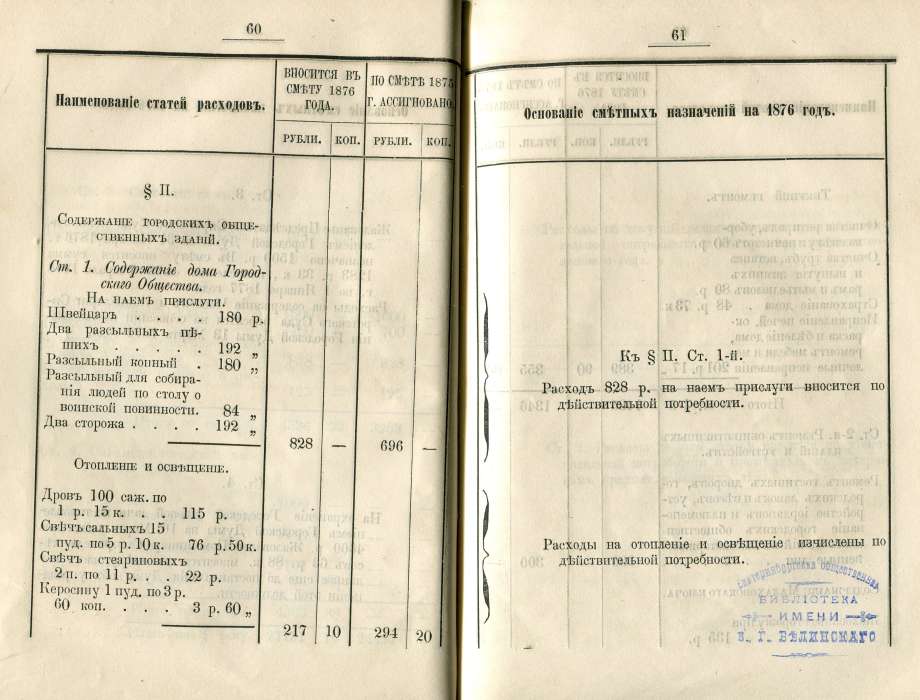 60
Наименованіе статей расходовъ.
ВНОСИТСЯ ВЪ
СМѢТУ 1876
ГОДА.
ПО СМѢТѢ 1875
Г. АССИГНОВАНО.
РУБЛИ. КОП. РУБЛИ. КОП.
§ II.
Содержаніе городскихъ обще-
ственныхъ зданій.
Ст. 1. Содержаніе дома Город-
скаго Общества.
На наемъ прислуги.
Швейцаръ . . . . 180 р.
Два разсыльныхъ пѣ-
шихъ . . . . . 192 „
Разсыльный конный . 180 „
Разсыльный для собира-
нія людей по столу о
воинской повинности. 84 „
Два сторожа . . . . 192 „
828 — 696 —
Отопленіе и освѣщеніе.
Дровъ 100 саж. по
1 р. 15 к. . . . 115 р.
Свѣчъ сальныхъ 15
пуд. по 5 р. 10 к. 76 р. 50 к.
Свѣчъ стеариновыхъ
2 п. по 11 р. . . 22 р.
Керосину 1 пуд. по 3 р.
60 коп. . . . 3 р. 60 „
217 10 294 20
61
Основаніе смѣтныхъ назначеній на 1876 годъ.
Къ § II. Ст. 1-й.
Расходъ 828 р. на наемъ прислуги вносится по
дѣйствительной потребности.
Расходы на отопленіе и освѣщеніе изчислены по
дѣйствительной потребности.
Екатеринбургская общественная
БИБЛІОТЕКА
ИМЕНИ
В. Г. БѢЛИНСКАГО